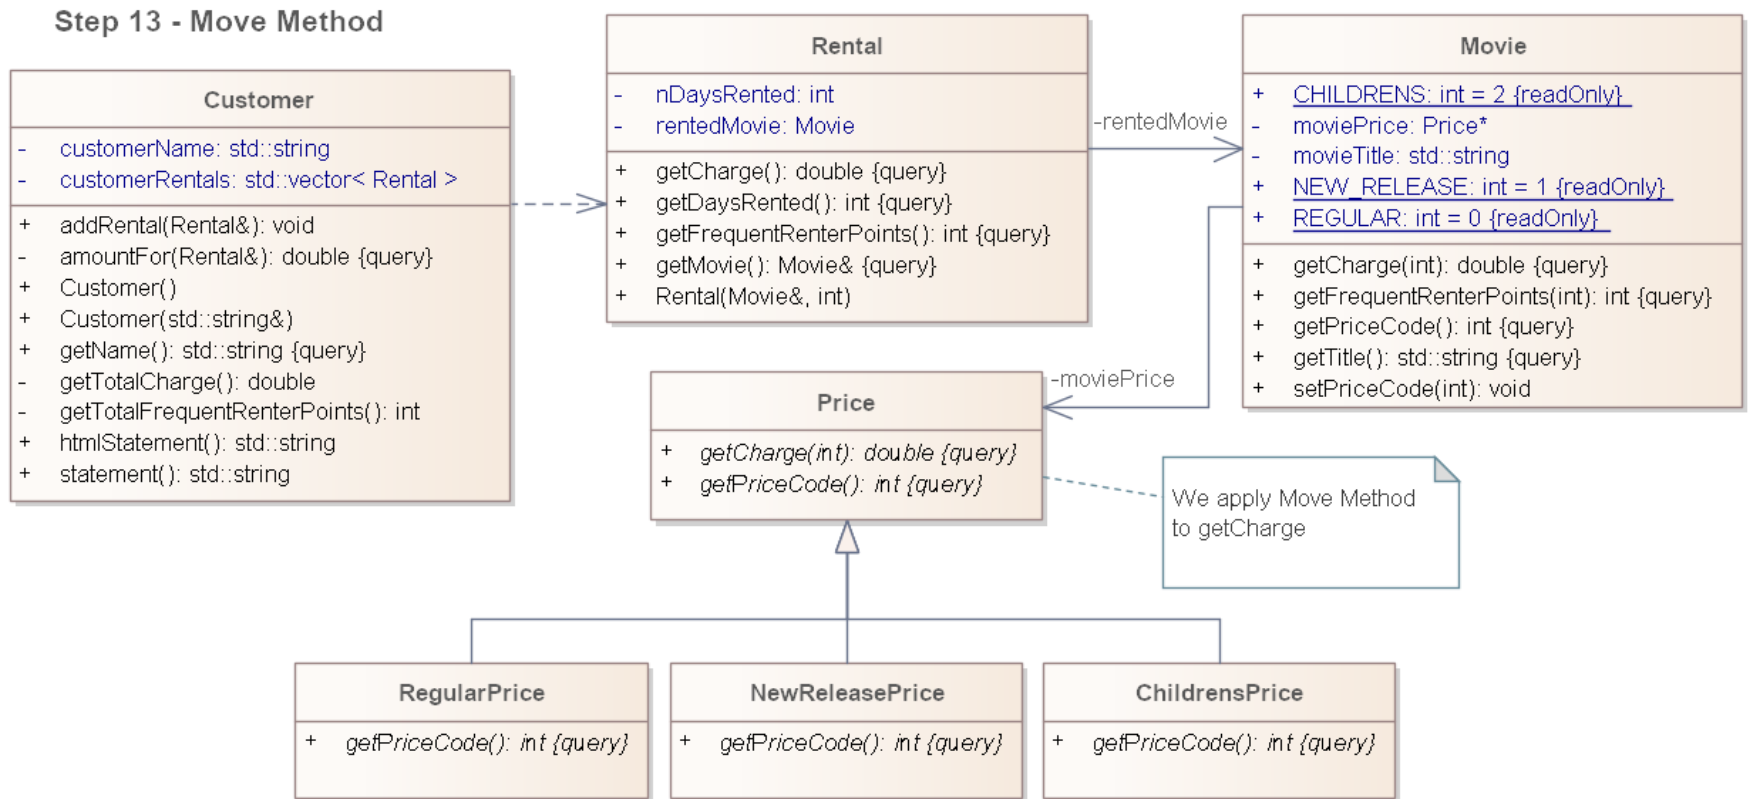 Step 13 - Move Method
Customer
- customerName: std::string
- customerRentals: std::vector< Rental >
+ addRental(Rental&): void
- amountFor(Rental&): double {query}
+ Customer()
+ Customer(std::string&)
+ getName(): std::string {query}
- getTotalCharge(): double
- getTotalFrequentRenterPoints(): int
+ htmlStatement(): std::string
+ statement(): std::string
Rental
- nDaysRented: int
- rentedMovie: Movie
+ getCharge(): double {query}
+ getDaysRented(): int {query}
+ getFrequentRenterPoints(): int {query}
+ getMovie(): Movie& {query}
+ Rental(Movie&, int)
-rentedMovie
Movie
+ CHILDRENS: int = 2 {readOnly}
- moviePrice: Price*
- movieTitle: std::string
+ NEW_RELEASE: int = 1 {readOnly}
+ REGULAR: int = 0 {readOnly}
+ getCharge(int): double {query}
+ getFrequentRenterPoints(int): int {query}
+ getPriceCode(): int {query}
+ getTitle(): std::string {query}
+ setPriceCode(int): void
-moviePrice
Price
+ getCharge(int): double {query}
+ getPriceCode(): int {query}
We apply Move Method
to getCharge
RegularPrice
+ getPriceCode(): int {query}
NewReleasePrice
+ getPriceCode(): int {query}
ChildrensPrice
+ getPriceCode(): int {query}